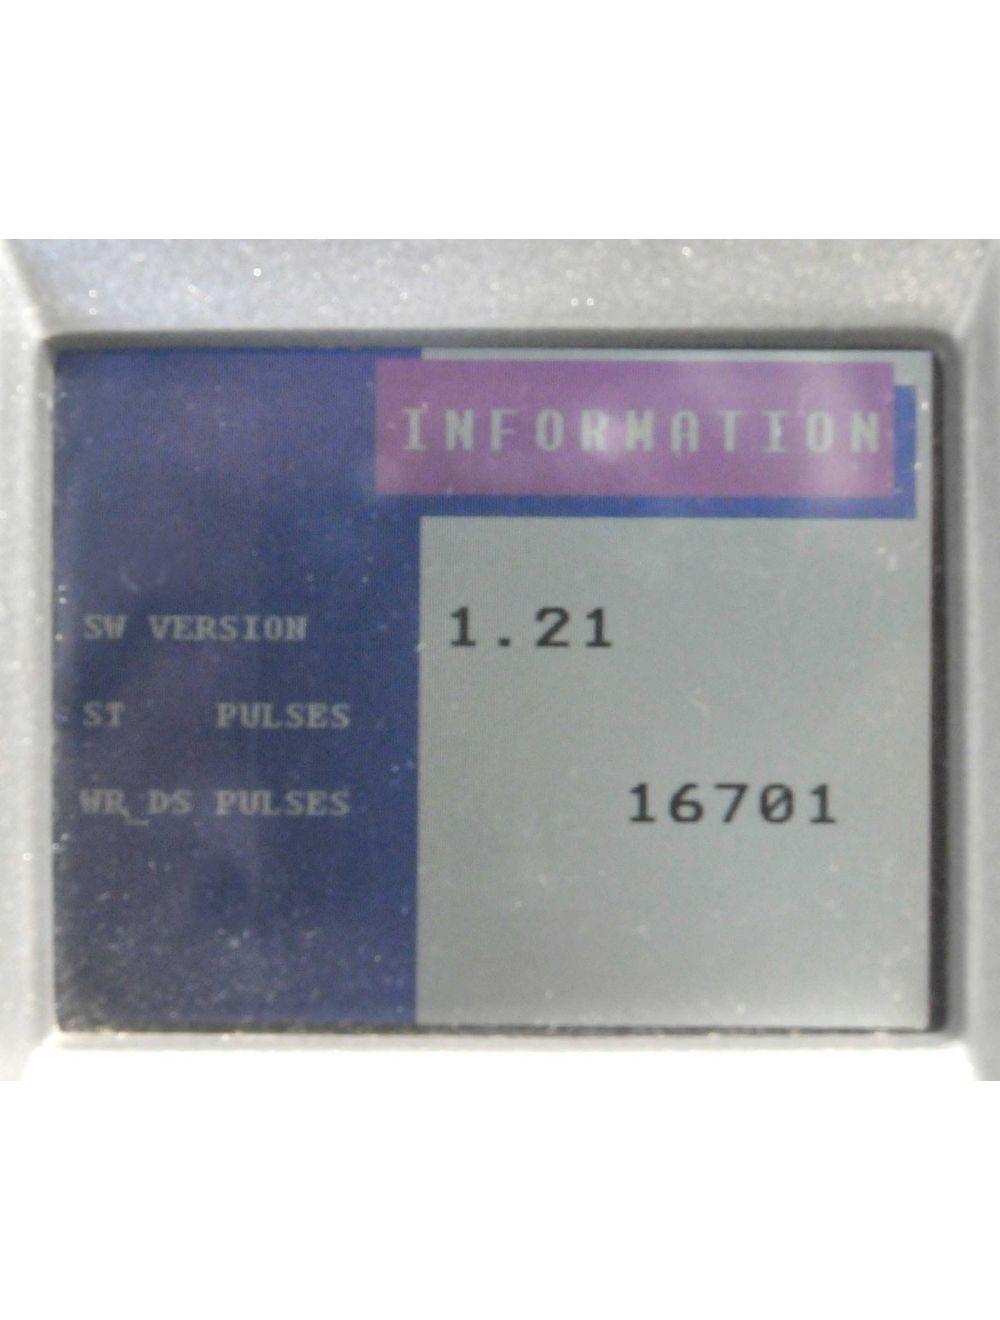 INFORMATION
SW VERSION 1.21
ST PULSES
WR_DS PULSES 16701